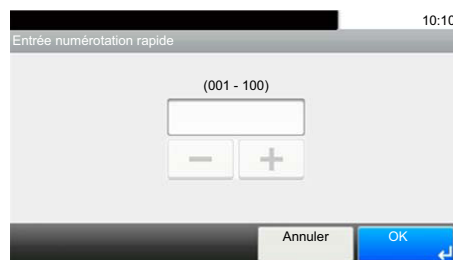 10:10
Entrée numérotation rapide
(001 - 100)
Annuler
OK